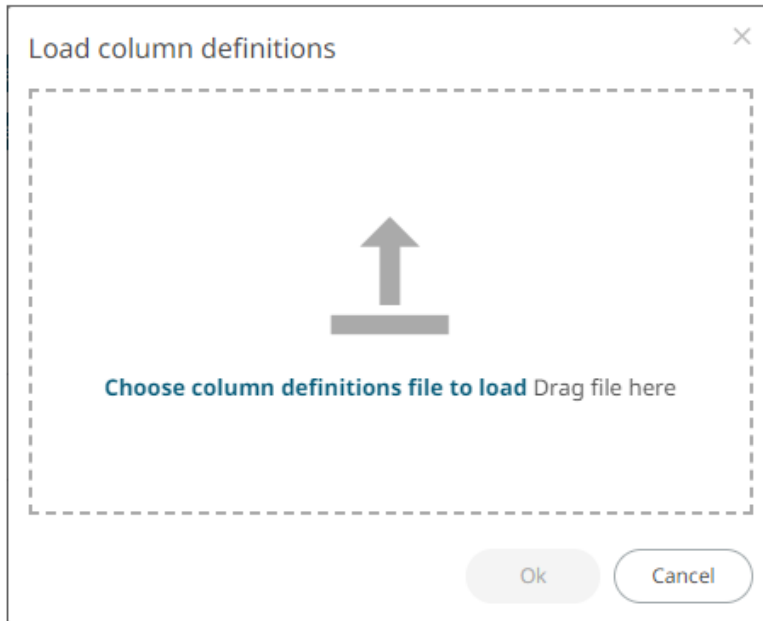 Load column definitions
Choose column definitions file to load Drag file here
Ok
Cancel